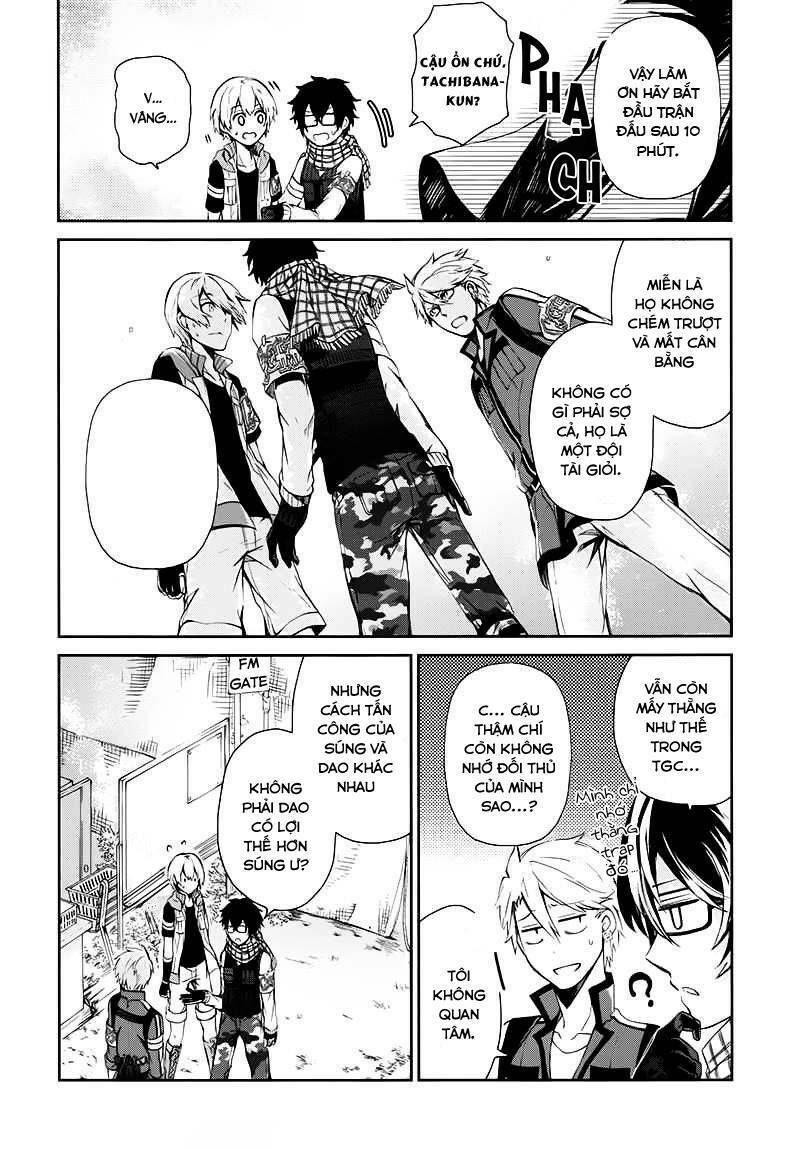 VẬY LÀM
ƠN HÃY BẮT
ĐẦU TRẬN
ĐẤU SAU 10
PHÚT.
PHẠCH
CẬU ỔN CHỨ,
TACHIBANA-
KUN?
V...
VÂNG...
MIỄN LÀ
HỌ KHÔNG
CHÉM TRƯỢT
VÀ MẤT CÂN
BẰNG
KHÔNG CÓ
GÌ PHẢI SỢ
CẢ, HỌ LÀ
MỘT ĐỘI
TÀI GIỎI.
VẪN CÒN
MẤY THẰNG
NHƯ THẾ
TRONG
TGC...
C... CẬU
THẬM CHÍ
CÒN KHÔNG
NHỚ ĐỐI THỦ
CỦA MÌNH
SAO...?
Mình chỉ
nhớ
thằng
trap
đó...
?
TÔI
KHÔNG
QUAN
TÂM.
FM
GATE
NHƯNG
CÁCH TẤN
CÔNG CỦA
SÚNG VÀ
DAO KHÁC
NHAU
KHÔNG
PHẢI DAO
CÓ LỢI
THẾ HƠN
SÚNG Ư?